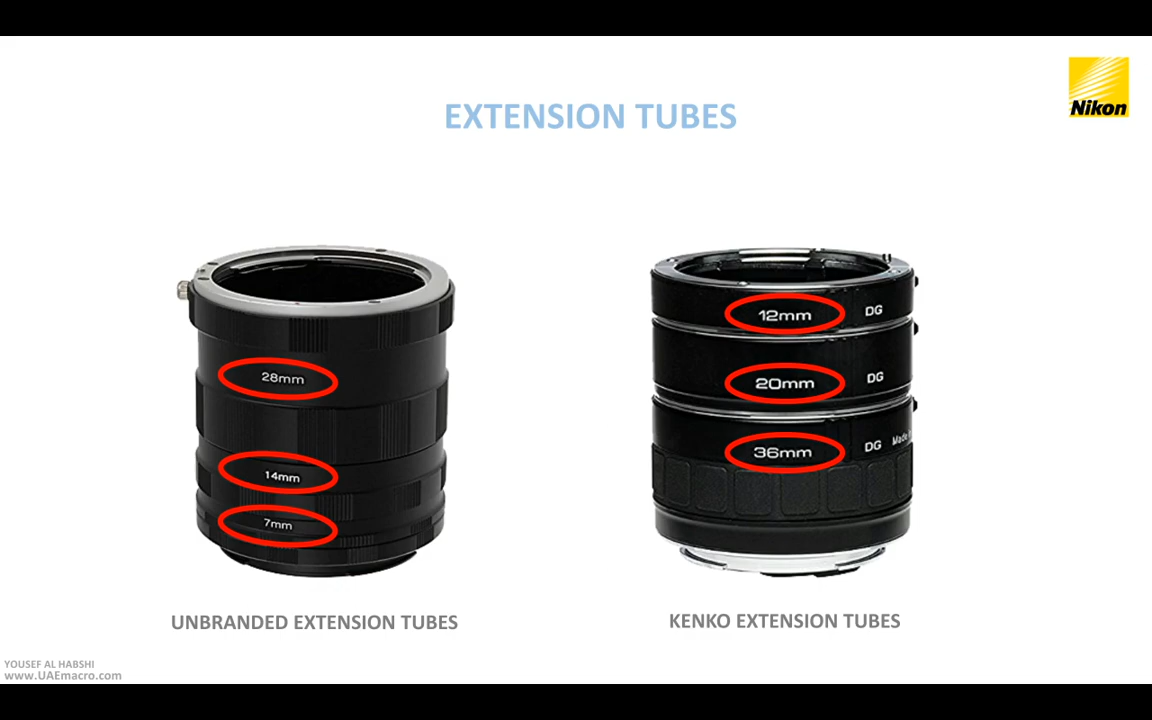 EXTENSION TUBES
Nikon
28mm
14mm
7mm
12mm
DG
20mm
DG
36mm
DG
Made
UNBRANDED EXTENSION TUBES
KENKO EXTENSION TUBES
YOUSEF AL HABSHI
www.UAEmacro.com